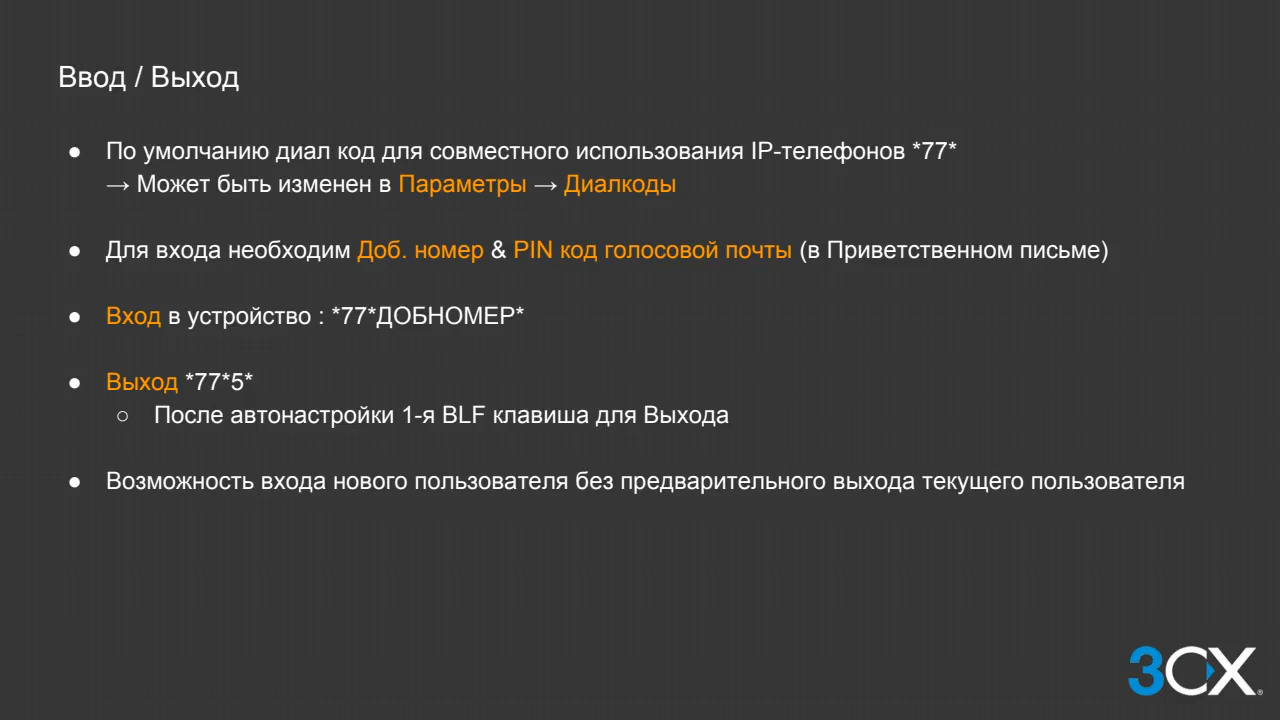 Ввод / Выход
● По умолчанию диал код для совместного использования IP-телефонов *77*
→ Может быть изменен в Параметры → Диалкоды
● Для входа необходим Доб. номер & PIN код голосовой почты (в Приветственном письме)
● Вход в устройство : *77*ДОБНОМЕР*
● Выход *77*5*
○ После автонастройки 1-я BLF клавиша для Выхода
● Возможность входа нового пользователя без предварительного выхода текущего пользователя
3CX®